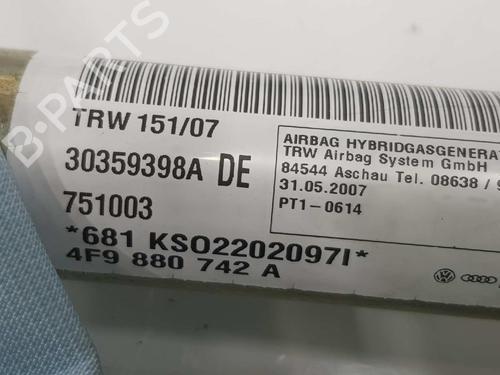 B-PARTS
TRW 151/07
30359398A DE
751003
*681 KSO2202097I*
4F9 880 742 A
AIRBAG HYBRIDGASGENERAT
TRW Airbag System GmbH
84544 Aschau Tel. 08638 / 9
31.05.2007
PT1-0614